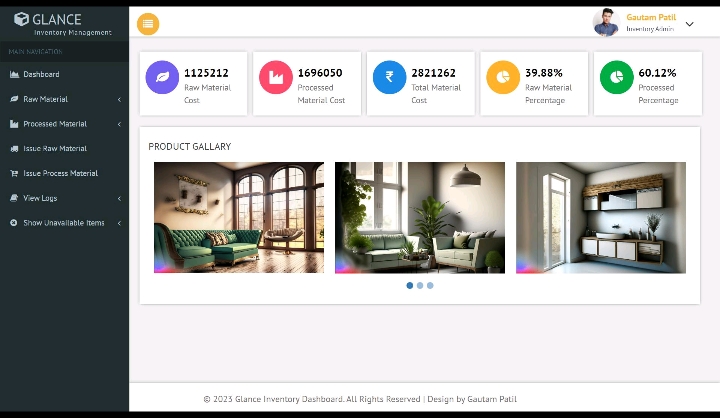 GLANCE
Inventory Management
MAIN NAVIGATION
Dashboard
Raw Material
Processed Material
Issue Raw Material
Issue Process Material
View Logs
Show Unavailable Items
Gautam Patil
Inventory Admin
1125212
Raw Material
Cost
1696050
Processed
Material Cost
₹
2821262
Total Material
Cost
39.88%
Raw Material
Percentage
60.12%
Processed
Percentage
PRODUCT GALLARY
© 2023 Glance Inventory Dashboard. All Rights Reserved | Design by Gautam Patil